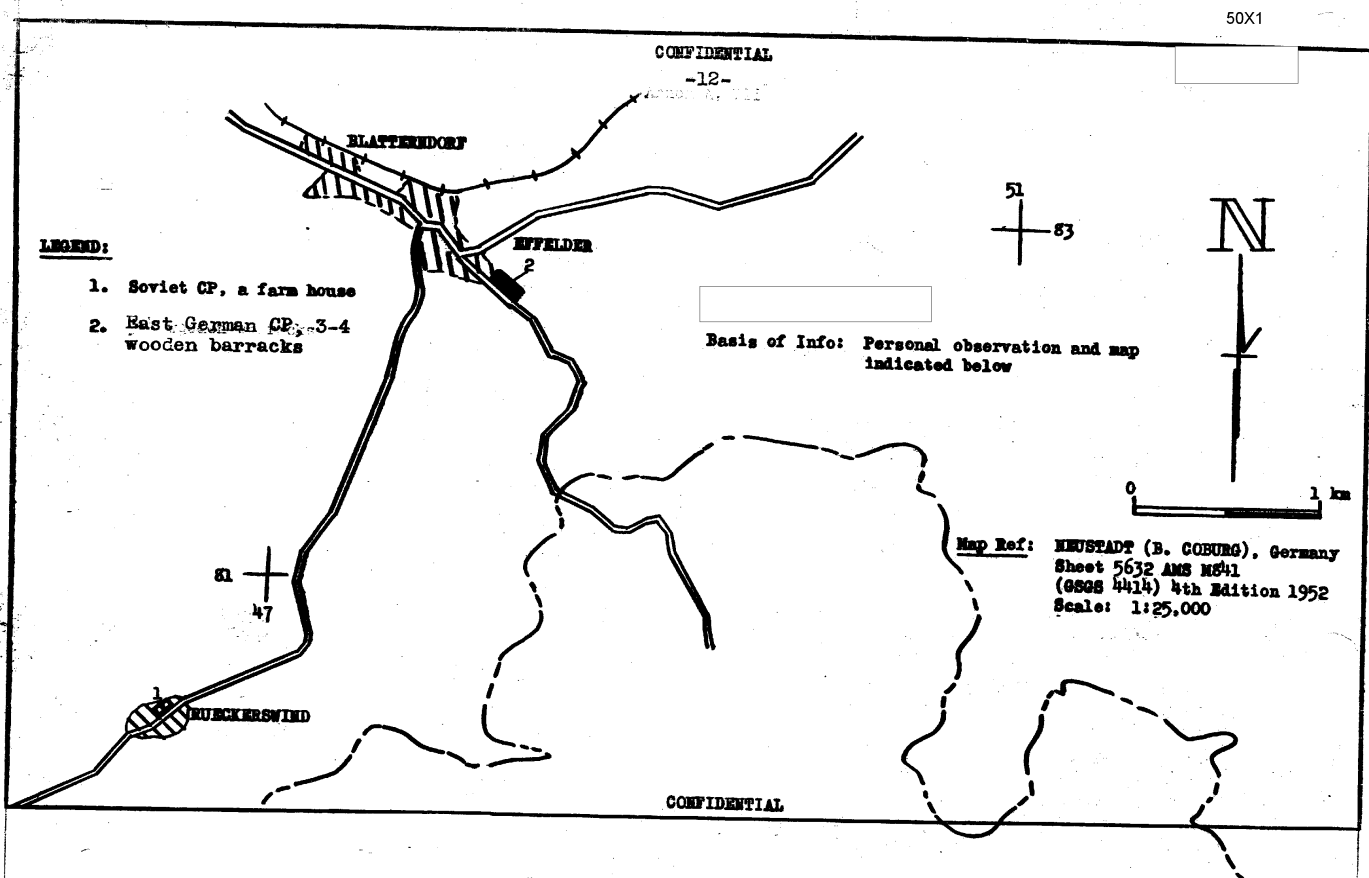 50X1
CONFIDENTIAL
-12-
BLATTERNDORF
51
83
LEGEND:
EFFELDER
2
N
1. Soviet CP, a farm house
2. East German CP, 3-4
wooden barracks
Basis of Info: Personal observation and map
indicated below
0
1 km
Map Ref: NEUSTADT (B. COBURG), Germany
Sheet 5632 AMS M841
(GSGS 4414) 4th Edition 1952
Scale: 1:25,000
81
47
1
RUECKERSWIND
CONFIDENTIAL